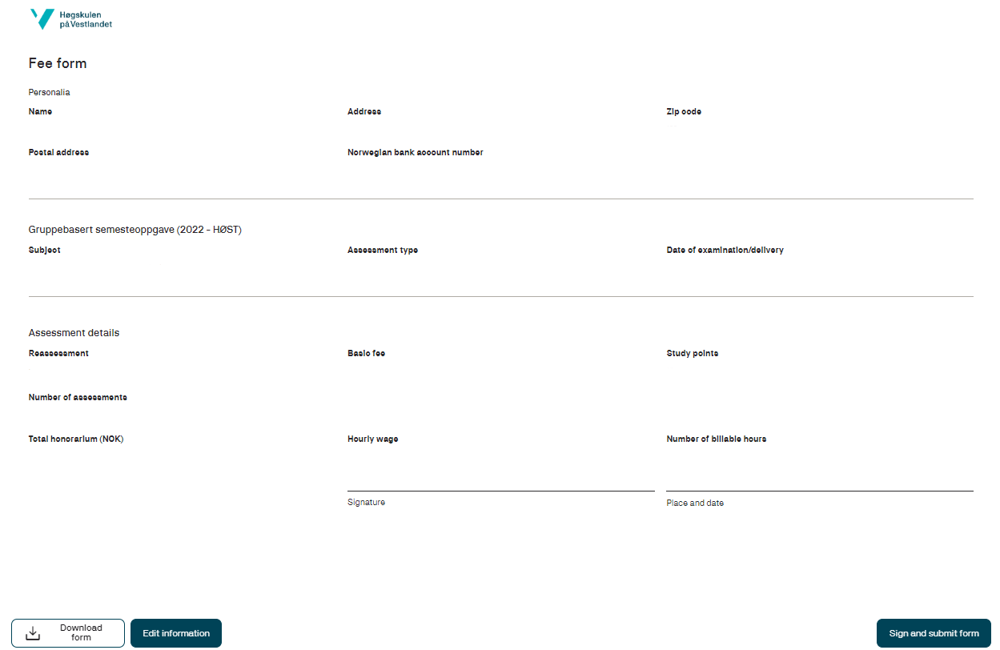 Høgskulen
på Vestlandet
Fee form
Personalia
Name Address Zip code
Postal address Norwegian bank account number
Gruppebasert semesteoppgave (2022 - HØST)
Subject Assessment type Date of examination/delivery
Assessment details
Reassessment Basic fee Study points
Number of assessments
Total honorarium (NOK) Hourly wage Number of billable hours
Signature Place and date
Download
form
Edit information
Sign and submit form